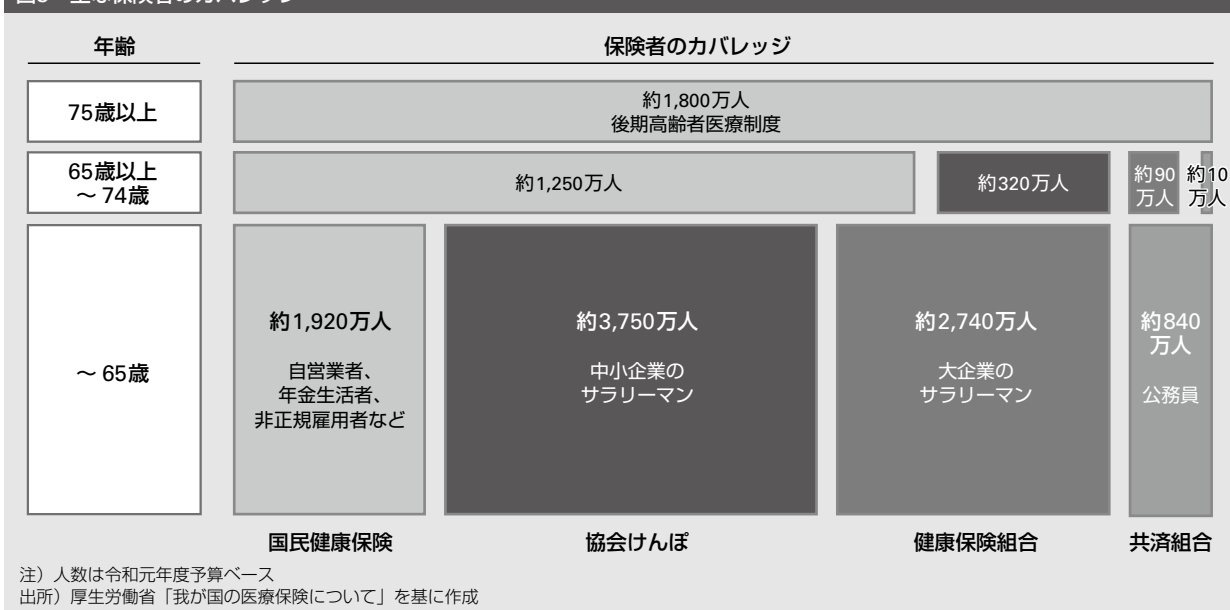 年齢
保険者のカバレッジ
75歳以上
約1,800万人
後期高齢者医療制度
65歳以上
～74歳
約1,250万人
約320万人
約90
万人
約10
万人
～65歳
約1,920万人
自営業者、
年金生活者、
非正規雇用者など
約3,750万人
中小企業の
サラリーマン
約2,740万人
大企業の
サラリーマン
約840
万人
公務員
国民健康保険
協会けんぽ
健康保険組合
共済組合
注）人数は令和元年度予算ベース
出所）厚生労働省「我が国の医療保険について」を基に作成